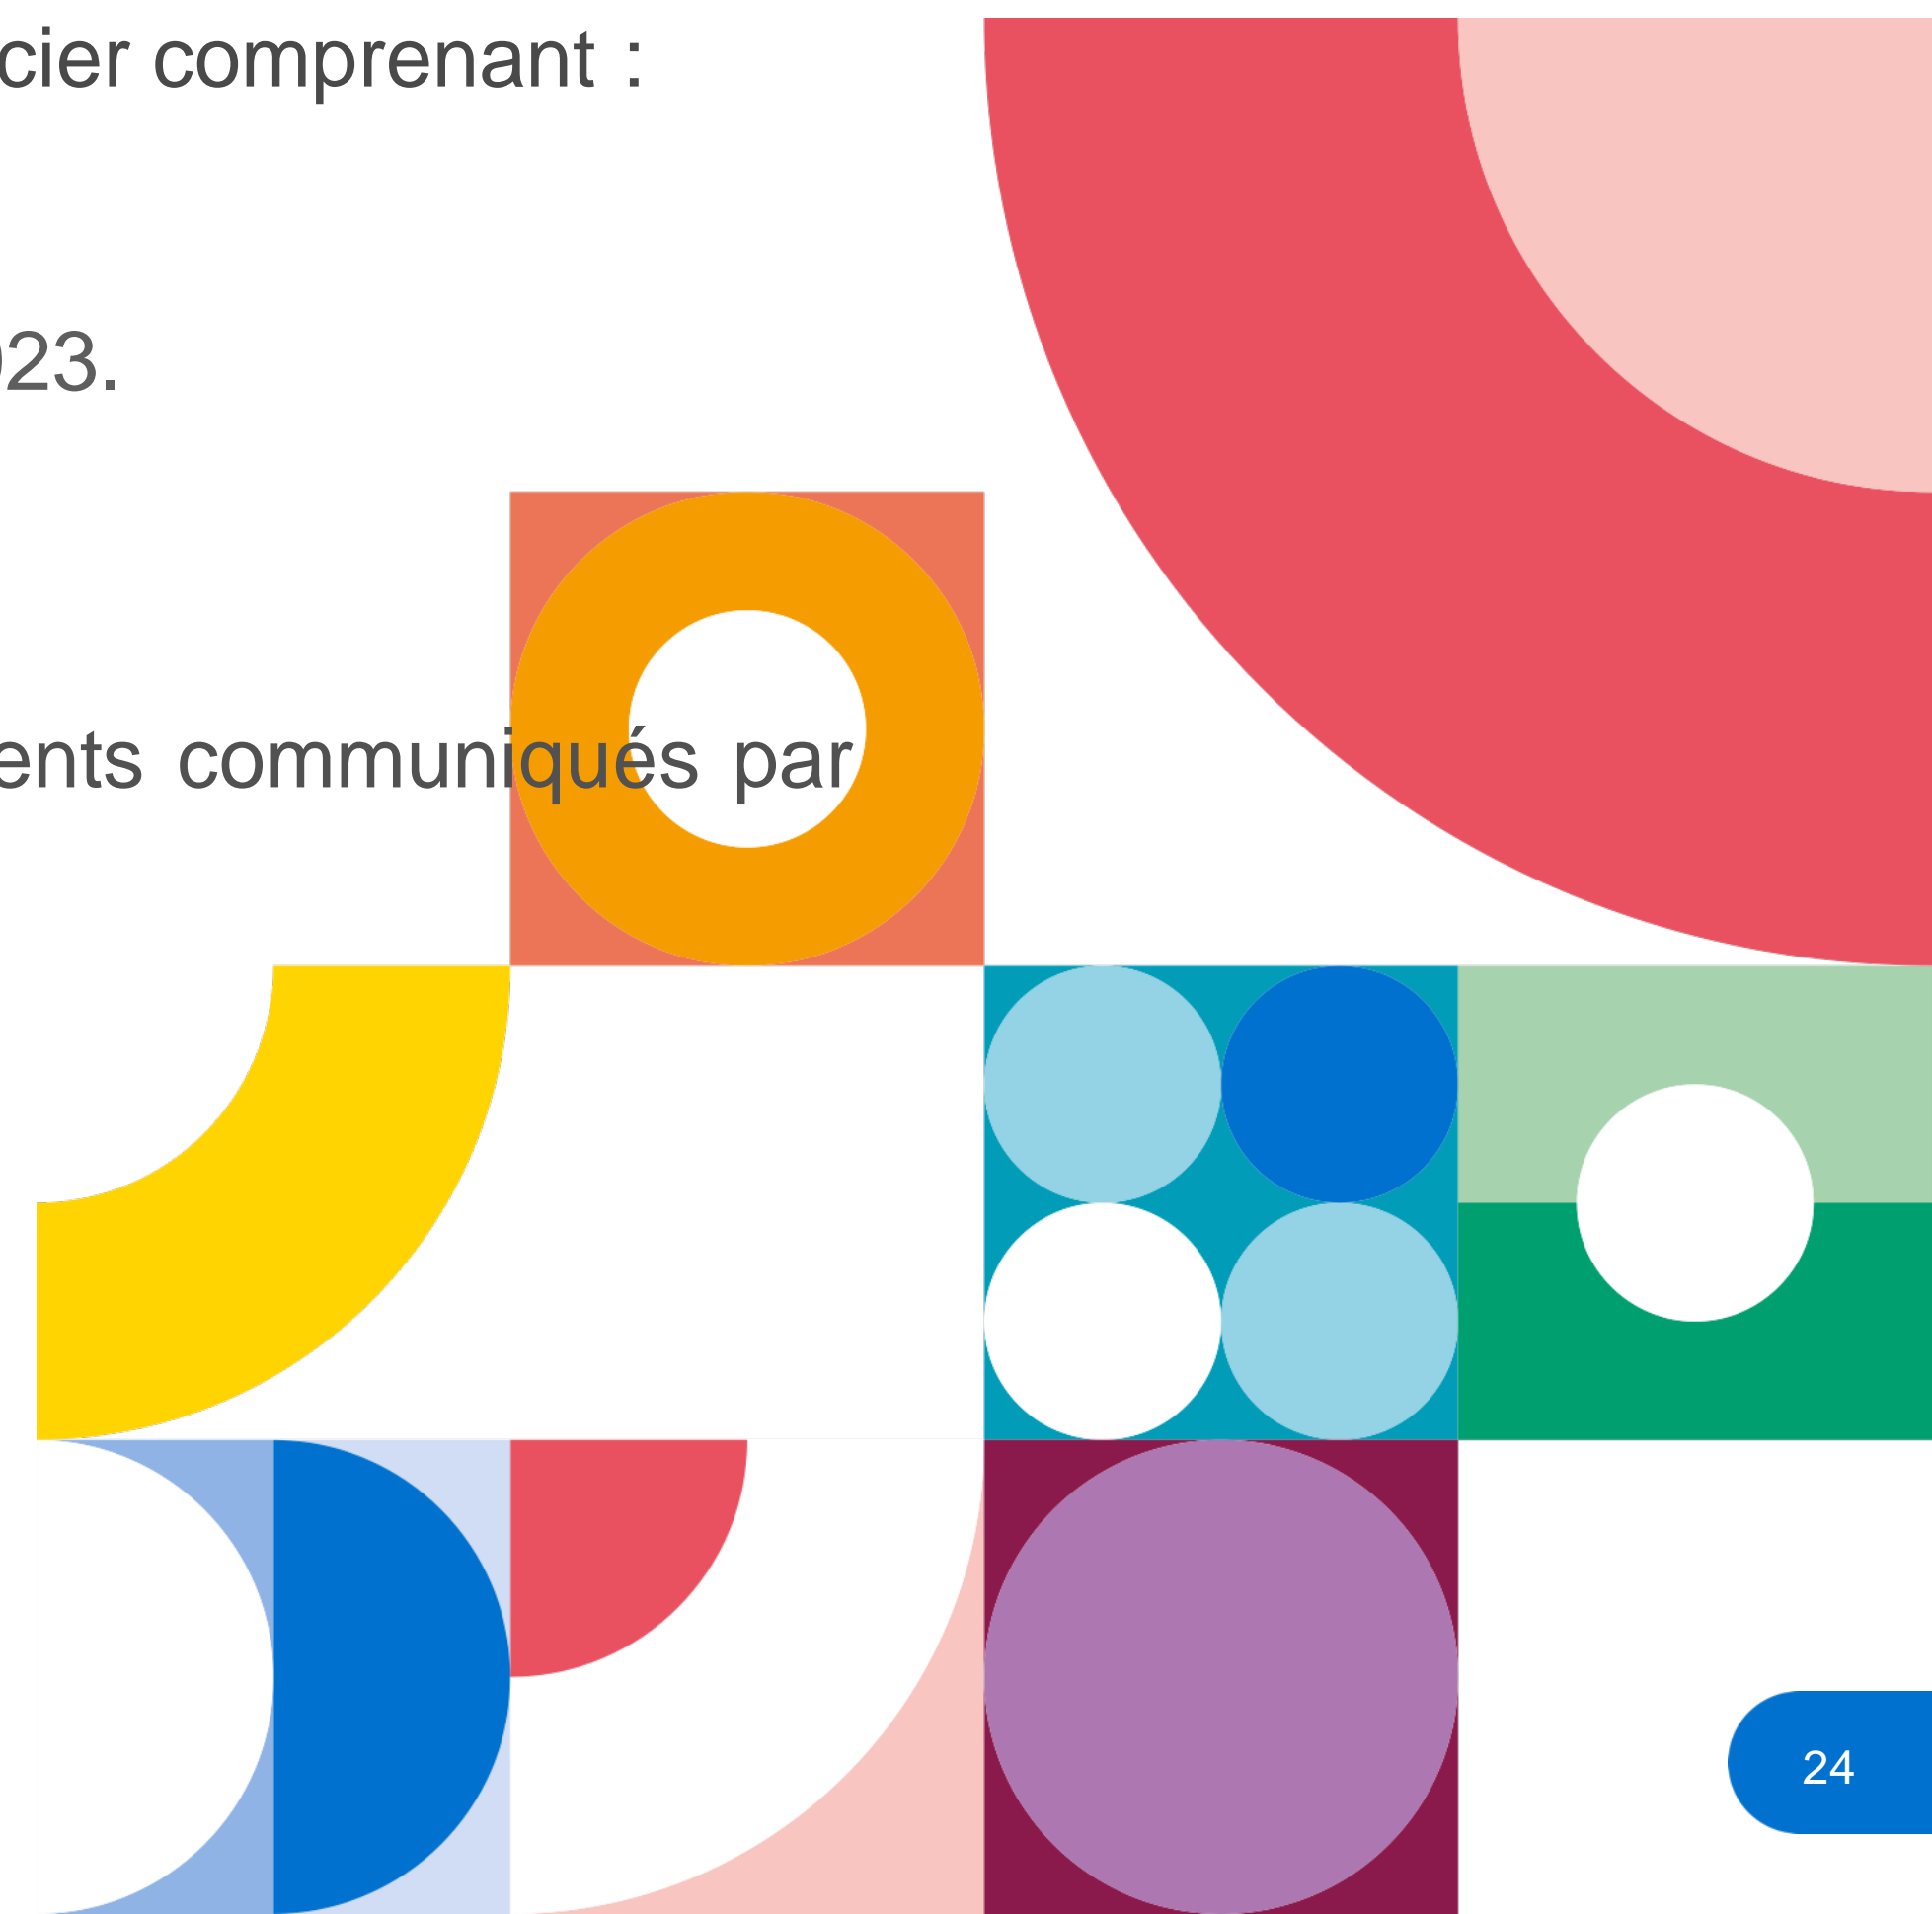 cier comprenant :
023.
ents communiqués par
24